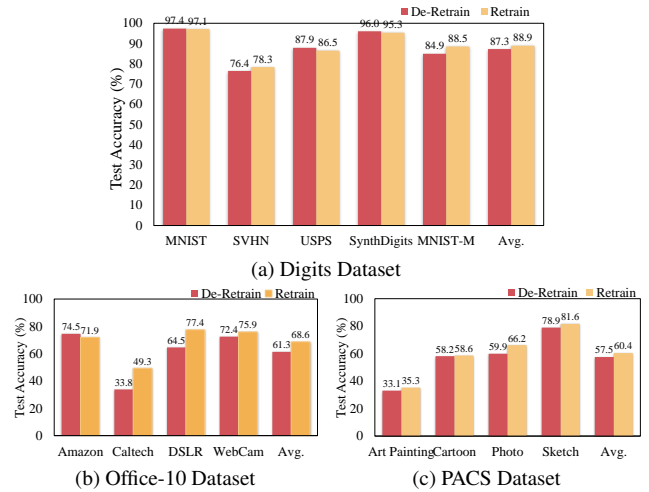 De-Retrain Retrain
100 97.4 97.1 96.0 95.3
90 87.9 86.5 84.9 88.5 87.3 88.9
80 76.4 78.3
70
60
50
40
30
20
10
0
Test Accuracy (%)
MNIST SVHN USPS SynthDigits MNIST-M Avg.
(a) Digits Dataset
De-Retrain Retrain
100
80 74.5 71.9 77.4 72.4 75.9
60 64.5 61.3 68.6
40 33.8 49.3
20
0
Test Accuracy (%)
Amazon Caltech DSLR WebCam Avg.
(b) Office-10 Dataset
De-Retrain Retrain
100
80 78.9 81.6
60 58.2 58.6 59.9 66.2 57.5 60.4
40 33.1 35.3
20
0
Test Accuracy (%)
Art Painting Cartoon Photo Sketch Avg.
(c) PACS Dataset